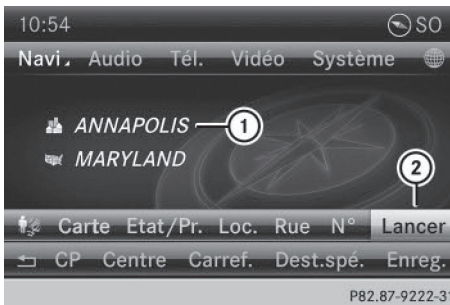 10:54 SO
Navi Audio Tél. Vidéo Système
ANNAPOLIS 1
MARYLAND
2
Carte Etat/Pr. Loc. Rue N° Lancer
CP Centre Carref. Dest.spé. Enreg.
P82.87-9222-31